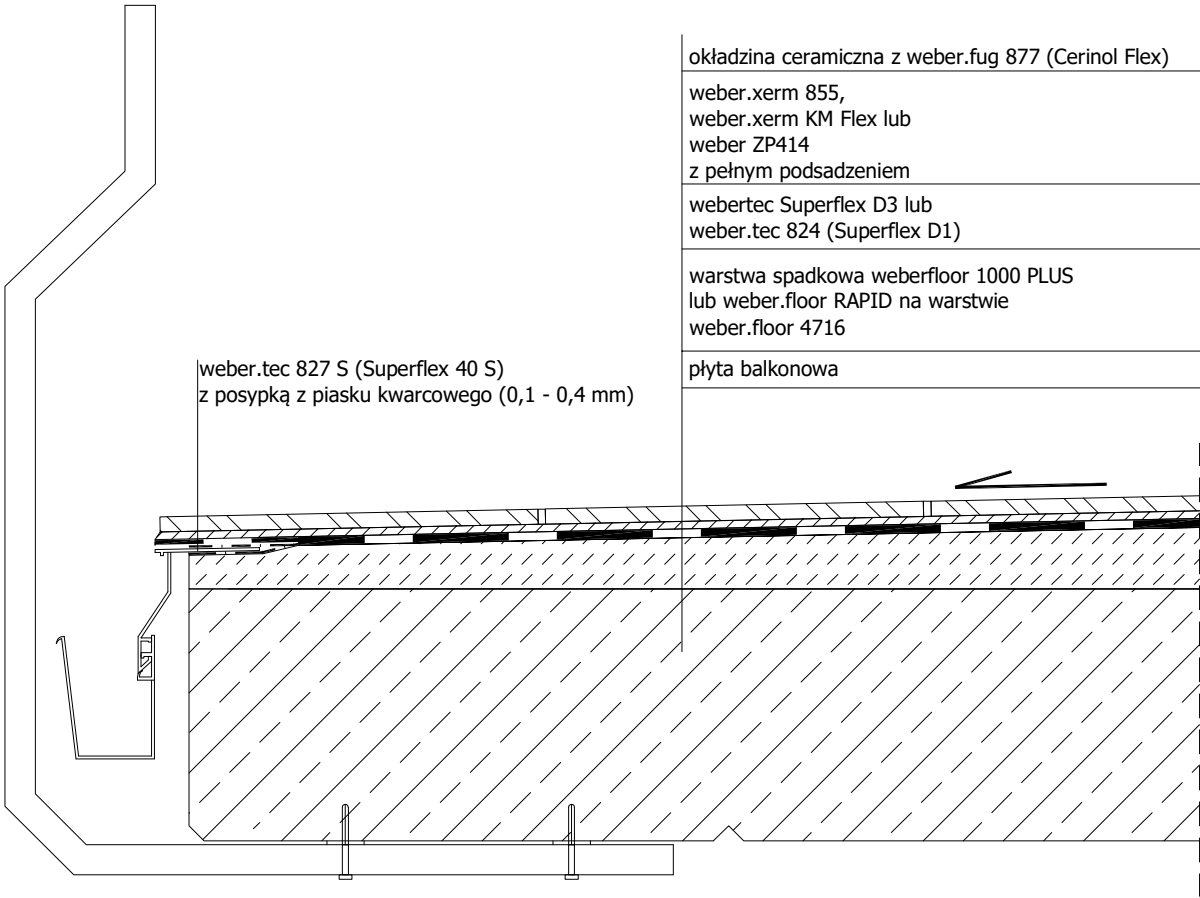 okładzina ceramiczna z weber.fug 877 (Cerinol Flex)
weber.xerm 855,
weber.xerm KM Flex lub
weber ZP414
z pełnym podsadzeniem
webertec Superflex D3 lub
weber.tec 824 (Superflex D1)
warstwa spadkowa weberfloor 1000 PLUS
lub weber.floor RAPID na warstwie
weber.floor 4716
płyta balkonowa
weber.tec 827 S (Superflex 40 S)
z posypką z piasku kwarcowego (0,1 - 0,4 mm)